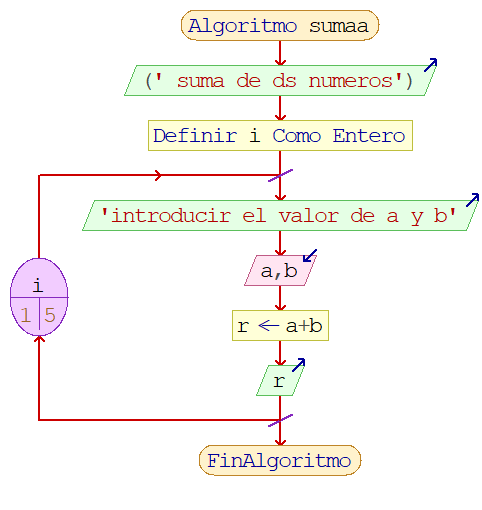 Algoritmo sumaa
(' suma de ds numeros')
Definir i Como Entero
'introducir el valor de a y b'
i
1 5
a,b
r ← a+b
r
FinAlgoritmo